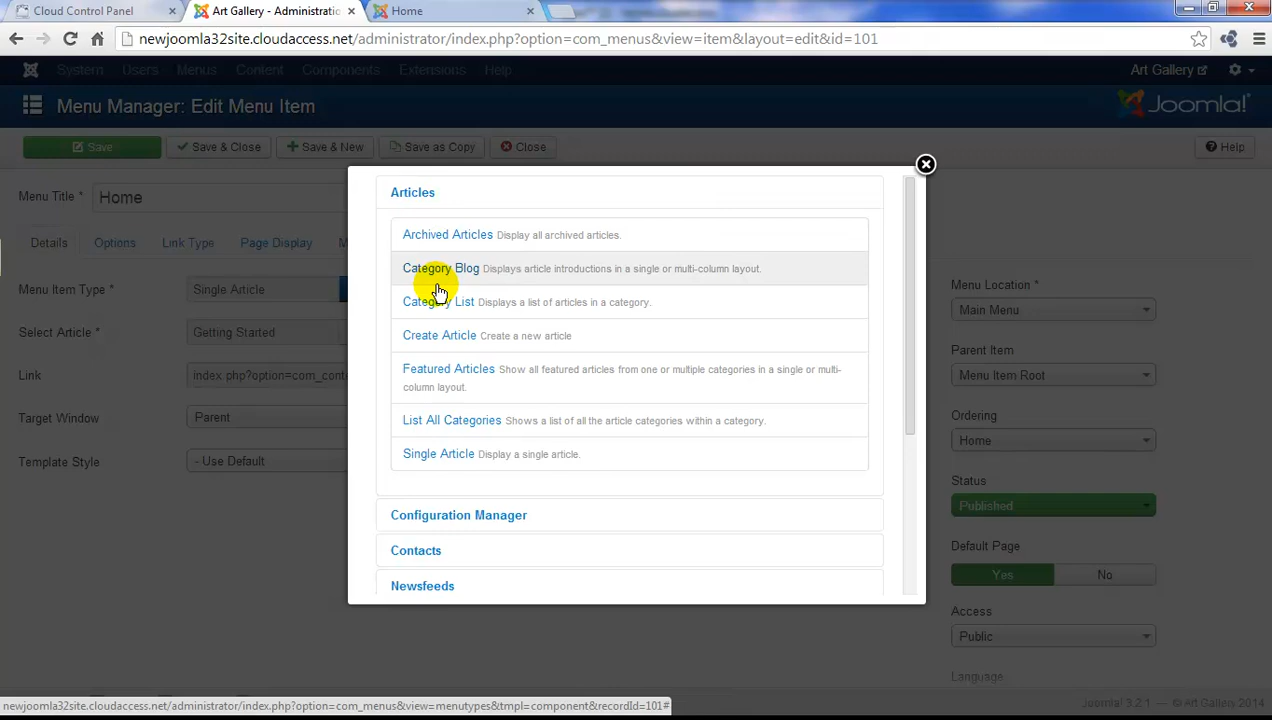 Cloud Control Panel
Art Gallery - Administratio
Home
newjoomla32site.cloudaccess.net/administrator/index.php?option=com_menus&view=item&layout=edit&id=101
System Users Menus Content Components Extensions Help Art Gallery
Menu Manager: Edit Menu Item
Joomla!
Save Save & Close Save & New Save as Copy Close Help
Menu Title * Home
Details Options Link Type Page Display M
Menu Item Type * Single Article
Select Article * Getting Started
Link index.php?option=com_cont
Target Window Parent
Template Style - Use Default
Articles
Archived Articles Display all archived articles.
Category Blog Displays article introductions in a single or multi-column layout.
Category List Displays a list of articles in a category.
Create Article Create a new article
Featured Articles Show all featured articles from one or multiple categories in a single or multi-
column layout.
List All Categories Shows a list of all the article categories within a category.
Single Article Display a single article.
Configuration Manager
Contacts
Newsfeeds
Menu Location *
Main Menu
Parent Item
Menu Item Root
Ordering
Home
Status
Published
Default Page
Yes No
Access
Public
Language
newjoomla32site.cloudaccess.net/administrator/index.php?option=com_menus&view=menutypes&tmpl=component&recordId=101#
Joomla! 3.2.1 — © Art Gallery 2014